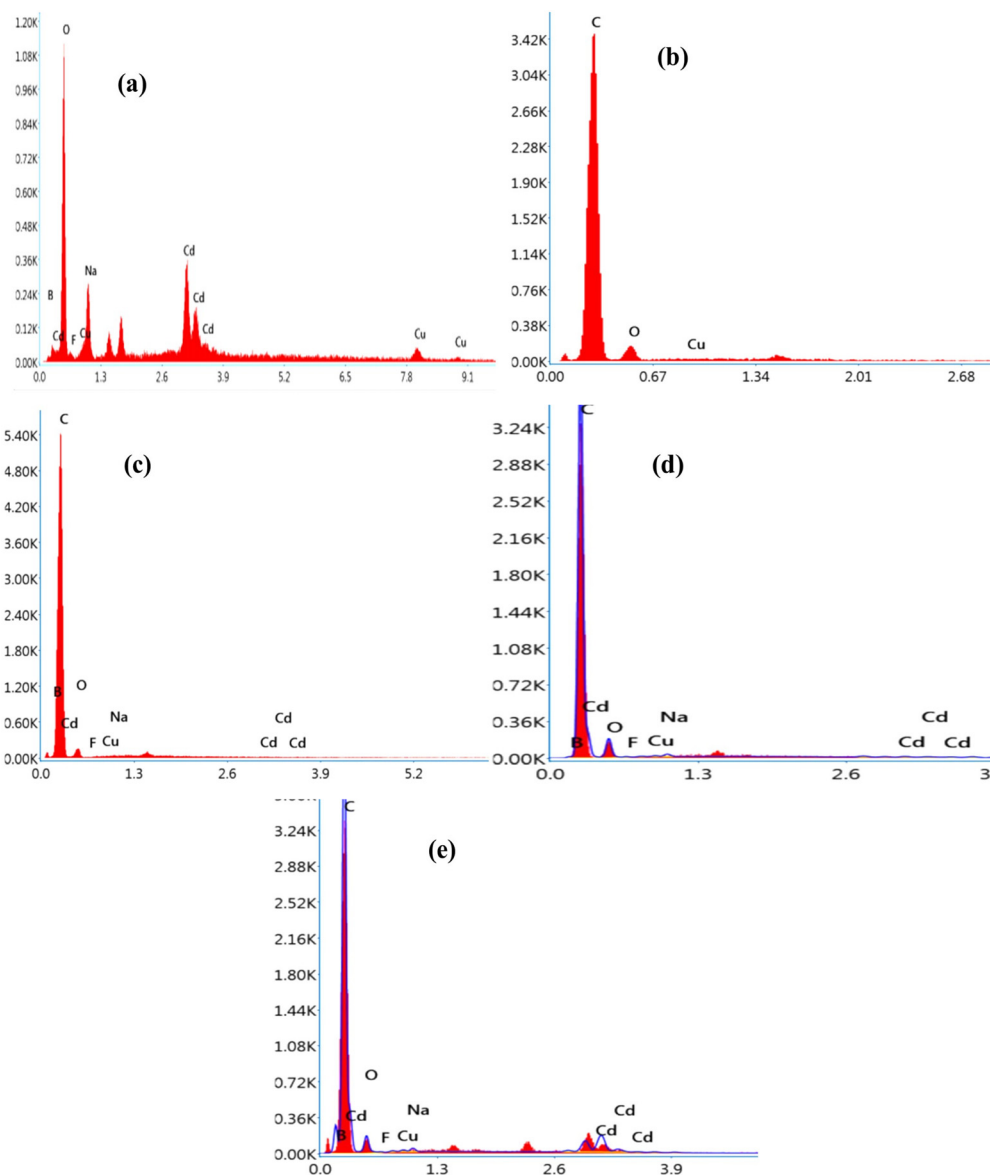 (a)
1.20K
1.08K
0.96K
0.84K
0.72K
0.60K
0.48K
0.36K
0.24K
0.12K
0.00K
O
B
Cd
F
Cu
Na
Cd
Cd
Cd
Cu
Cu
0.0 1.3 2.6 3.9 5.2 6.5 7.8 9.1
(b)
3.42K
3.04K
2.66K
2.28K
1.90K
1.52K
1.14K
0.76K
0.38K
0.00K
C
O
Cu
0.00 0.67 1.34 2.01 2.68
(c)
5.40K
4.80K
4.20K
3.60K
3.00K
2.40K
1.80K
1.20K
0.60K
0.00K
C
B
O
Cd
F
Cu
Na
Cd
Cd
Cd
0.0 1.3 2.6 3.9 5.2
(d)
3.24K
2.88K
2.52K
2.16K
1.80K
1.44K
1.08K
0.72K
0.36K
0.00K
C
Cd
B
O
F
Cu
Na
Cd
Cd
Cd
0.0 1.3 2.6 3
(e)
3.24K
2.88K
2.52K
2.16K
1.80K
1.44K
1.08K
0.72K
0.36K
0.00K
C
O
Cd
B
F
Cu
Na
Cd
Cd
Cd
0.0 1.3 2.6 3.9